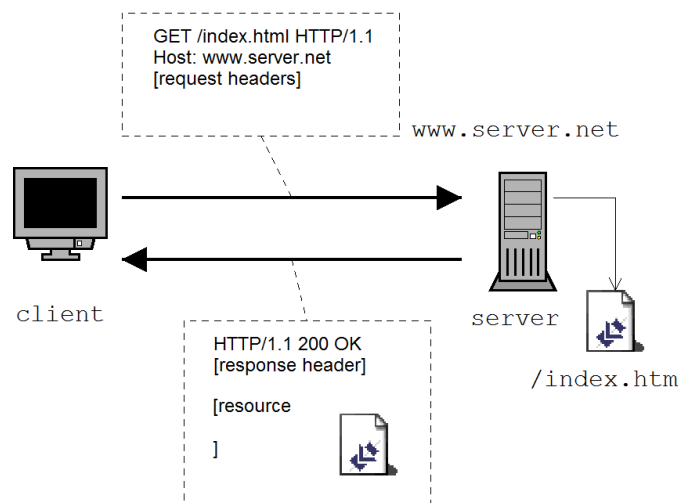 GET /index.html HTTP/1.1
Host: www.server.net
[request headers]
www.server.net
client
server
/index.htm
HTTP/1.1 200 OK
[response header]
[resource
]